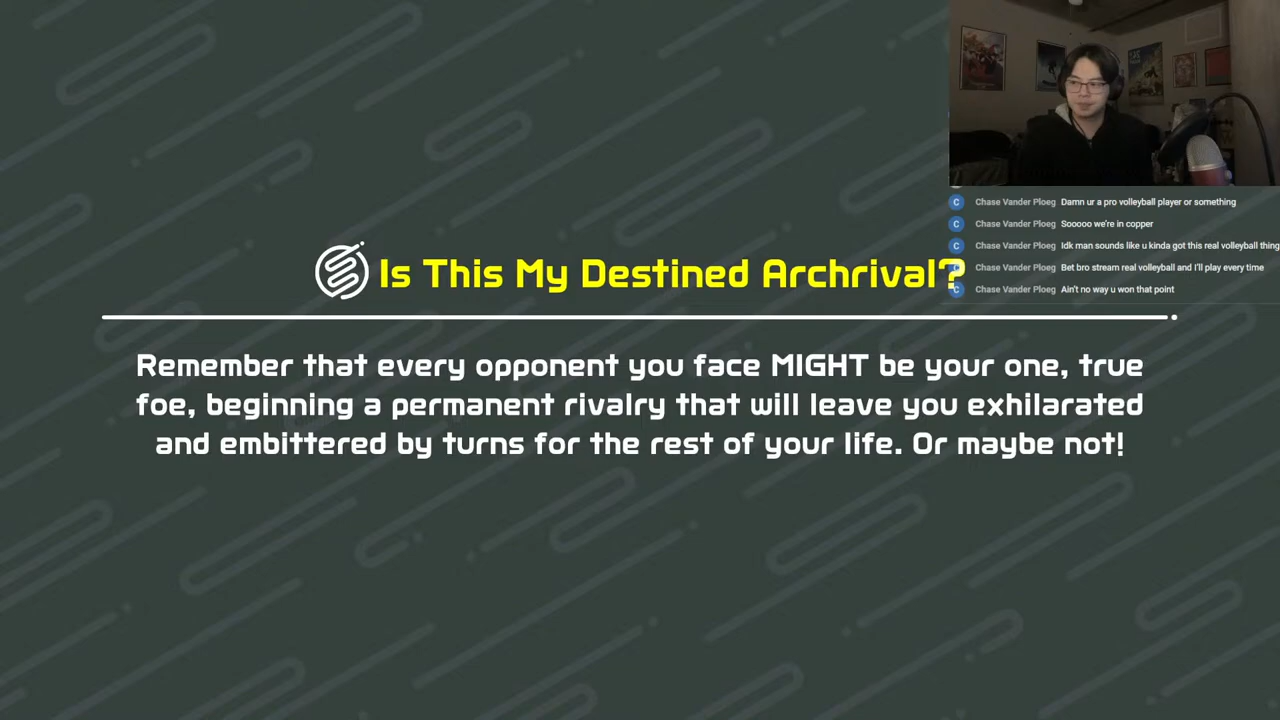 Is This My Destined Archrival?
Remember that every opponent you face MIGHT be your one, true
foe, beginning a permanent rivalry that will leave you exhilarated
and embittered by turns for the rest of your life. Or maybe not!
C Chase Vander Ploeg Damn ur a pro volleyball player or something
C Chase Vander Ploeg Sooooo we're in copper
C Chase Vander Ploeg Idk man sounds like u kinda got this real volleyball thing
C Chase Vander Ploeg Bet bro stream real volleyball and I'll play every time
C Chase Vander Ploeg Ain't no way u won that point